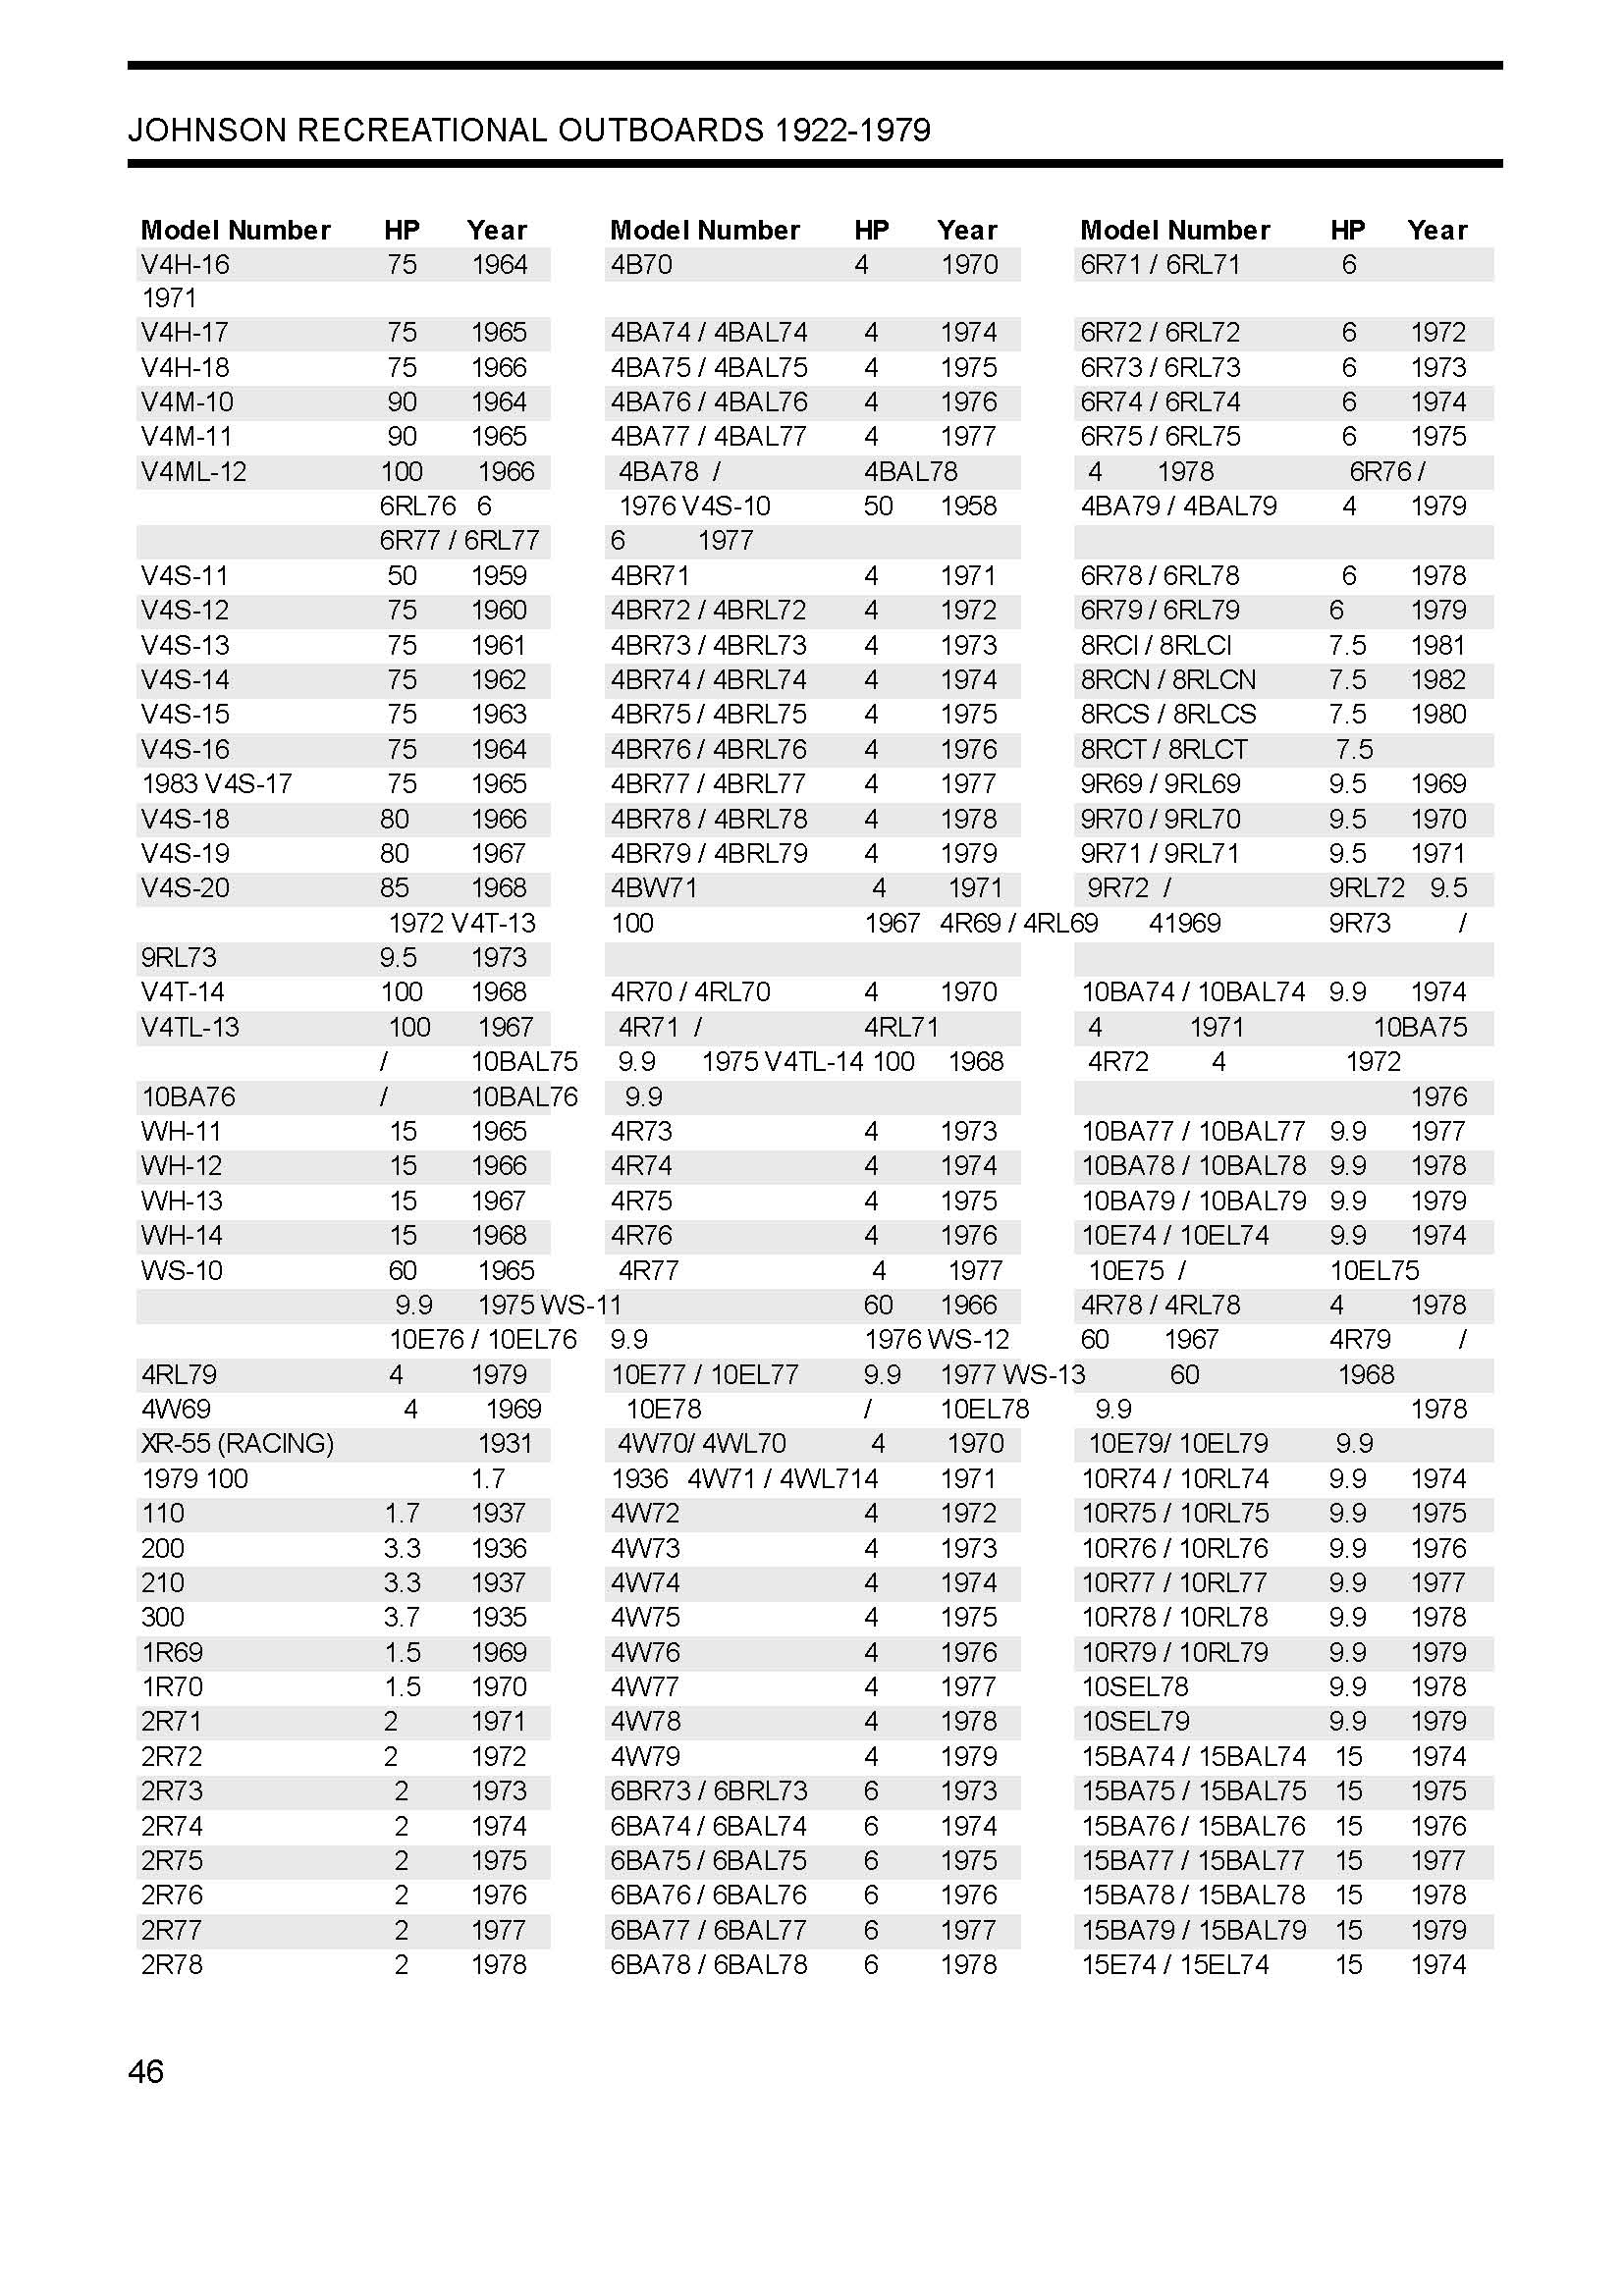 JOHNSON RECREATIONAL OUTBOARDS 1922-1979
Model Number HP Year Model Number HP Year Model Number HP Year
V4H-16 75 1964 4B70 4 1970 6R71 / 6RL71 6
1971
V4H-17 75 1965 4BA74 / 4BAL74 4 1974 6R72 / 6RL72 6 1972
V4H-18 75 1966 4BA75 / 4BAL75 4 1975 6R73 / 6RL73 6 1973
V4M-10 90 1964 4BA76 / 4BAL76 4 1976 6R74 / 6RL74 6 1974
V4M-11 90 1965 4BA77 / 4BAL77 4 1977 6R75 / 6RL75 6 1975
V4ML-12 100 1966 4BA78 / 4BAL78 4 1978 6R76 /
6RL76 6 1976 V4S-10 50 1958 4BA79 / 4BAL79 4 1979
6R77 / 6RL77 6 1977
V4S-11 50 1959 4BR71 4 1971 6R78 / 6RL78 6 1978
V4S-12 75 1960 4BR72 / 4BRL72 4 1972 6R79 / 6RL79 6 1979
V4S-13 75 1961 4BR73 / 4BRL73 4 1973 8RCI / 8RLCI 7.5 1981
V4S-14 75 1962 4BR74 / 4BRL74 4 1974 8RCN / 8RLCN 7.5 1982
V4S-15 75 1963 4BR75 / 4BRL75 4 1975 8RCS / 8RLCS 7.5 1980
V4S-16 75 1964 4BR76 / 4BRL76 4 1976 8RCT / 8RLCT 7.5
1983 V4S-17 75 1965 4BR77 / 4BRL77 4 1977 9R69 / 9RL69 9.5 1969
V4S-18 80 1966 4BR78 / 4BRL78 4 1978 9R70 / 9RL70 9.5 1970
V4S-19 80 1967 4BR79 / 4BRL79 4 1979 9R71 / 9RL71 9.5 1971
V4S-20 85 1968 4BW71 4 1971 9R72 / 9RL72 9.5
1972 V4T-13 100 1967 4R69 / 4RL69 41969 9R73 /
9RL73 9.5 1973
V4T-14 100 1968 4R70 / 4RL70 4 1970 10BA74 / 10BAL74 9.9 1974
V4TL-13 100 1967 4R71 / 4RL71 4 1971 10BA75
/ 10BAL75 9.9 1975 V4TL-14 100 1968 4R72 4 1972
10BA76 / 10BAL76 9.9 1976
WH-11 15 1965 4R73 4 1973 10BA77 / 10BAL77 9.9 1977
WH-12 15 1966 4R74 4 1974 10BA78 / 10BAL78 9.9 1978
WH-13 15 1967 4R75 4 1975 10BA79 / 10BAL79 9.9 1979
WH-14 15 1968 4R76 4 1976 10E74 / 10EL74 9.9 1974
WS-10 60 1965 4R77 4 1977 10E75 / 10EL75
9.9 1975 WS-11 60 1966 4R78 / 4RL78 4 1978
10E76 / 10EL76 9.9 1976 WS-12 60 1967 4R79 /
4RL79 4 1979 10E77 / 10EL77 9.9 1977 WS-13 60 1968
4W69 4 1969 10E78 / 10EL78 9.9 1978
XR-55 (RACING) 1931 4W70/ 4WL70 4 1970 10E79/ 10EL79 9.9
1979 100 1.7 1936 4W71 / 4WL714 1971 10R74 / 10RL74 9.9 1974
110 1.7 1937 4W72 4 1972 10R75 / 10RL75 9.9 1975
200 3.3 1936 4W73 4 1973 10R76 / 10RL76 9.9 1976
210 3.3 1937 4W74 4 1974 10R77 / 10RL77 9.9 1977
300 3.7 1935 4W75 4 1975 10R78 / 10RL78 9.9 1978
1R69 1.5 1969 4W76 4 1976 10R79 / 10RL79 9.9 1979
1R70 1.5 1970 4W77 4 1977 10SEL78 9.9 1978
2R71 2 1971 4W78 4 1978 10SEL79 9.9 1979
2R72 2 1972 4W79 4 1979 15BA74 / 15BAL74 15 1974
2R73 2 1973 6BR73 / 6BRL73 6 1973 15BA75 / 15BAL75 15 1975
2R74 2 1974 6BA74 / 6BAL74 6 1974 15BA76 / 15BAL76 15 1976
2R75 2 1975 6BA75 / 6BAL75 6 1975 15BA77 / 15BAL77 15 1977
2R76 2 1976 6BA76 / 6BAL76 6 1976 15BA78 / 15BAL78 15 1978
2R77 2 1977 6BA77 / 6BAL77 6 1977 15BA79 / 15BAL79 15 1979
2R78 2 1978 6BA78 / 6BAL78 6 1978 15E74 / 15EL74 15 1974
46